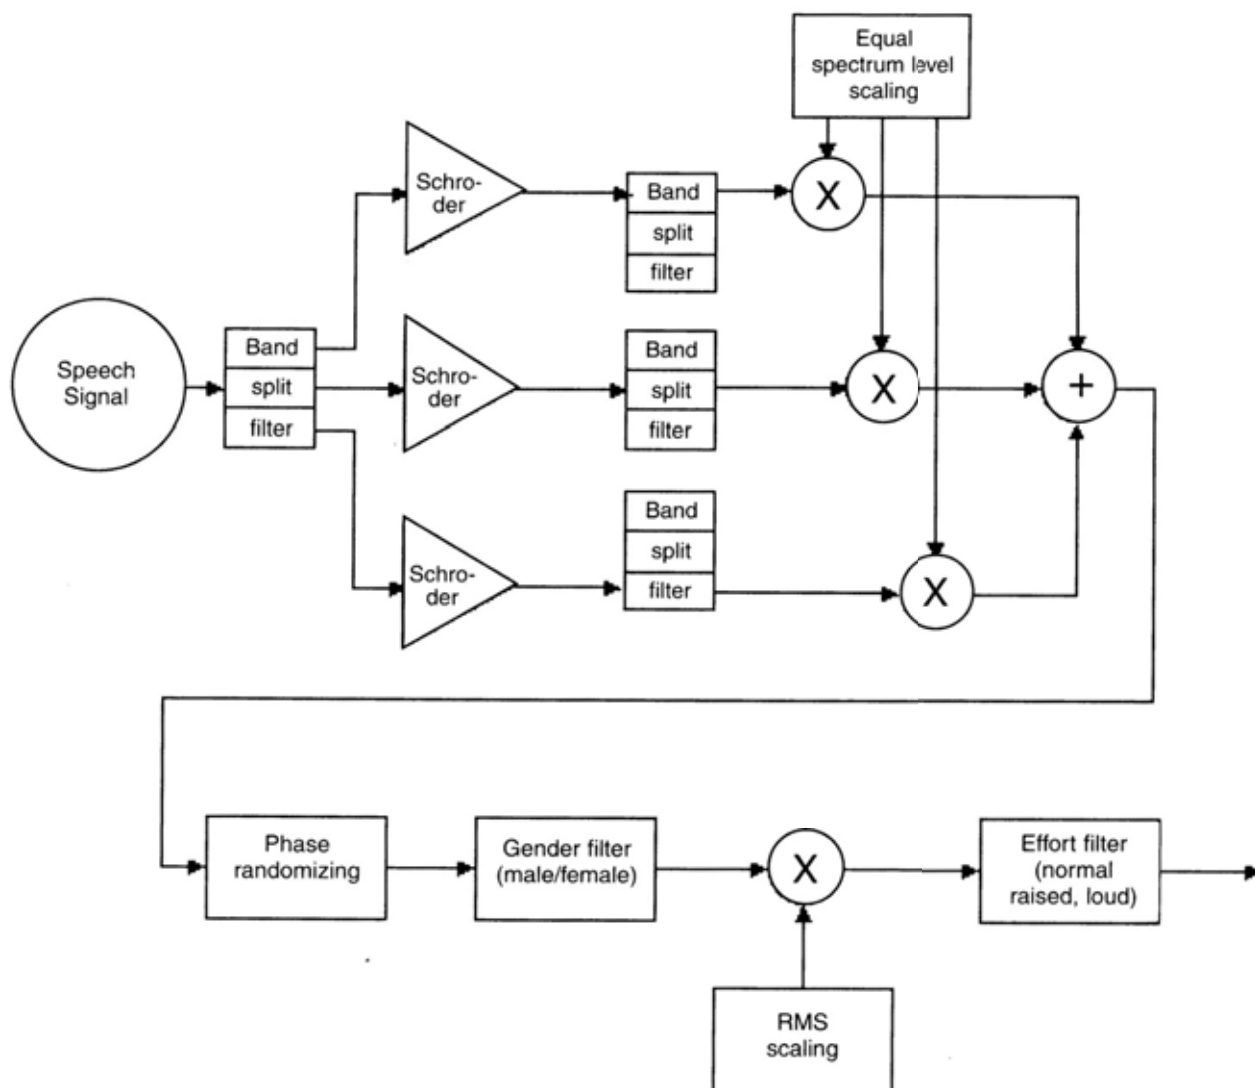 Equal
spectrum level
scaling
Schro-
der
Band
split
filter
X
Speech
Signal
Band
split
filter
Schro-
der
Band
split
filter
X
+
Schro-
der
Band
split
filter
X
Phase
randomizing
Gender filter
(male/female)
X
Effort filter
(normal
raised, loud)
RMS
scaling